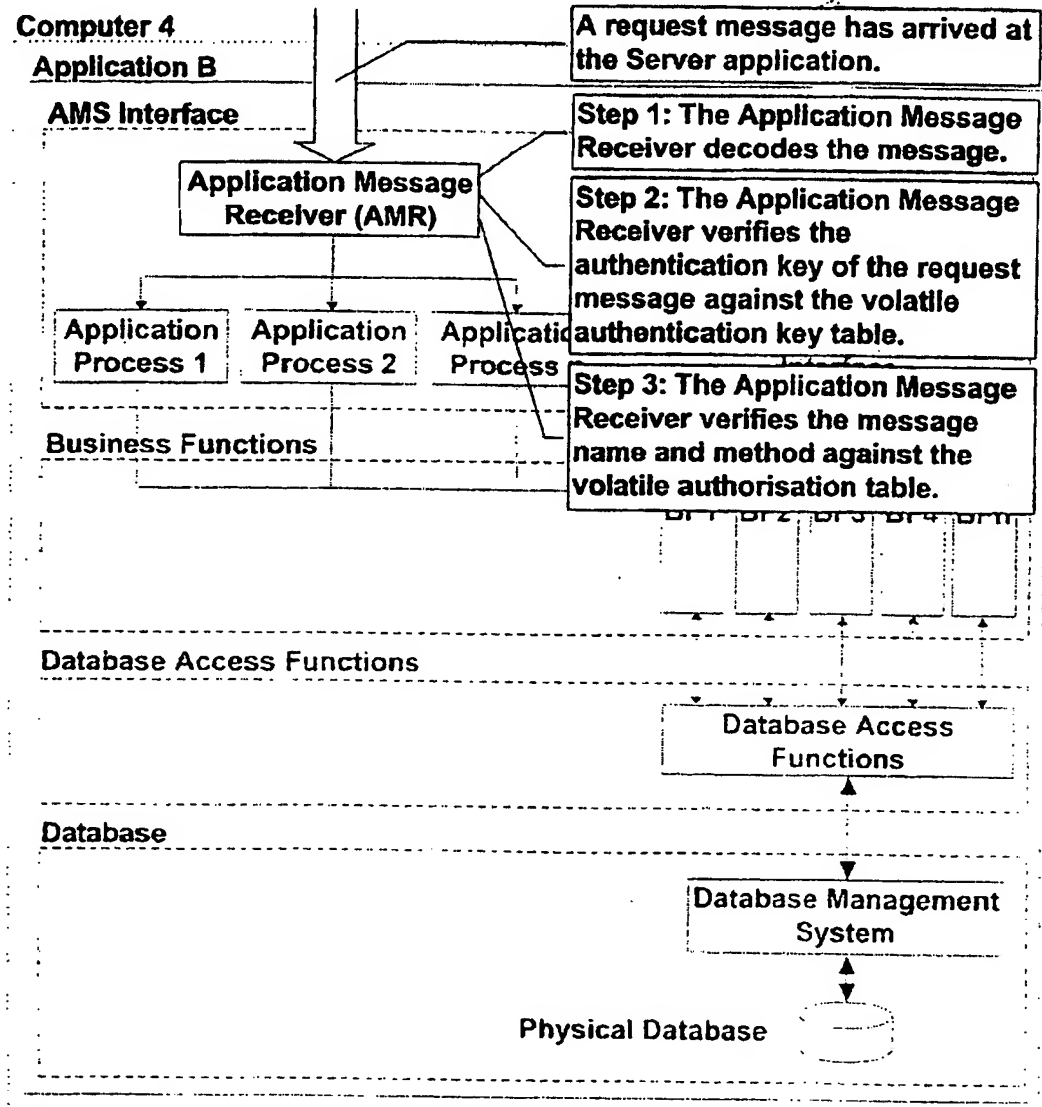 Computer 4
A request message has arrived at
the Server application.
Application B
AMS Interface
Step 1: The Application Message
Receiver decodes the message.
Application Message
Receiver (AMR)
Step 2: The Application Message
Receiver verifies the
authentication key of the request
message against the volatile
authentication key table.
Application
Process 1
Application
Process 2
Process
Step 3: The Application Message
Receiver verifies the message
name and method against the
volatile authorisation table.
Business Functions
Database Access Functions
Database Access
Functions
Database
Database Management
System
Physical Database